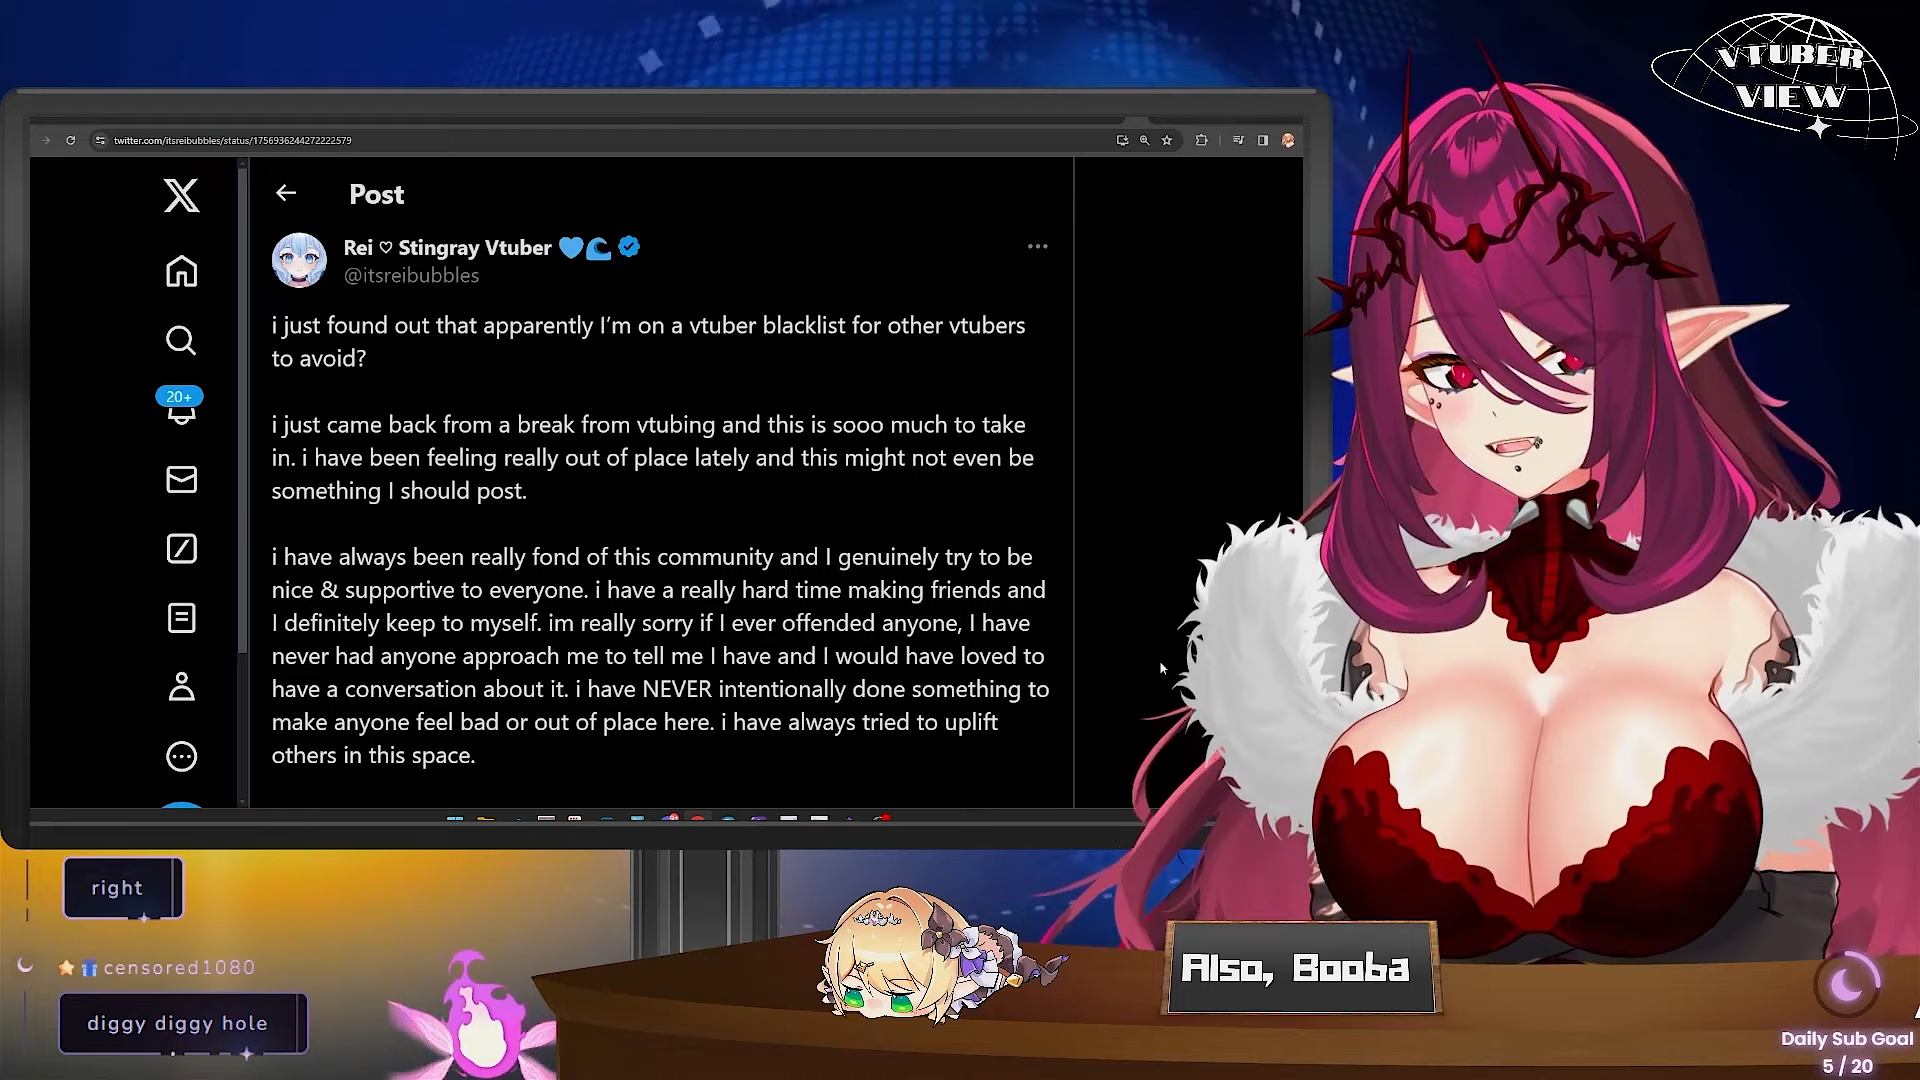 VTUBER
VIEW
twitter.com/itsreibubbles/status/1756936244272222579
Post
Rei ♡ Stingray Vtuber 💙🌊
@itsreibubbles
20+
i just found out that apparently I’m on a vtuber blacklist for other vtubers
to avoid?
i just came back from a break from vtubing and this is sooo much to take
in. i have been feeling really out of place lately and this might not even be
something I should post.
i have always been really fond of this community and I genuinely try to be
nice & supportive to everyone. i have a really hard time making friends and
I definitely keep to myself. im really sorry if I ever offended anyone, I have
never had anyone approach me to tell me I have and I would have loved to
have a conversation about it. i have NEVER intentionally done something to
make anyone feel bad or out of place here. i have always tried to uplift
others in this space.
right
censored1080
diggy diggy hole
Also, Booba
Daily Sub Goal
5 / 20